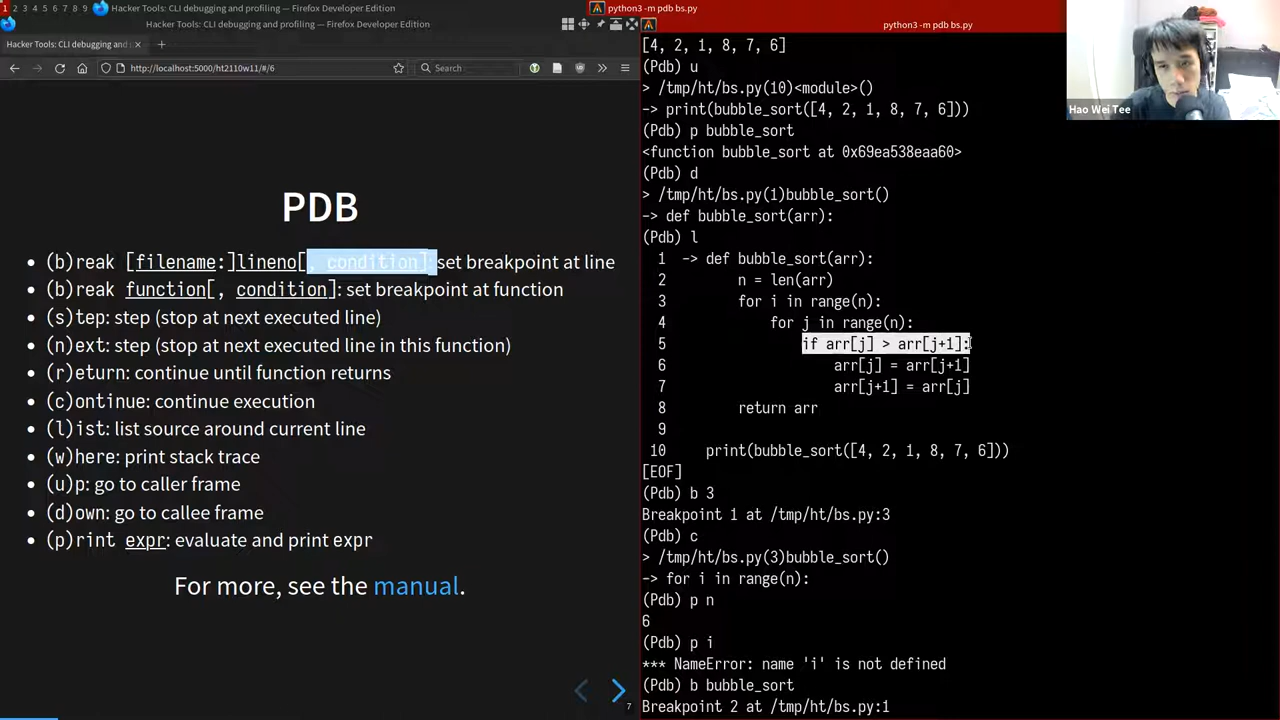 1 2 3 4 5 6 7 8 9 Hacker Tools: CLI debugging and profiling — Firefox Developer Edition
Hacker Tools: CLI debugging and profiling — Firefox Developer Edition
Hacker Tools: CLI debugging and
http://localhost:5000/ht2110w11/#/6
Search
PDB
(b)reak [filename:]lineno[, condition]: set breakpoint at line
(b)reak function[, condition]: set breakpoint at function
(s)tep: step (stop at next executed line)
(n)ext: step (stop at next executed line in this function)
(r)eturn: continue until function returns
(c)ontinue: continue execution
(l)ist: list source around current line
(w)here: print stack trace
(u)p: go to caller frame
(d)own: go to callee frame
(p)rint expr: evaluate and print expr
For more, see the manual.
7
python3 -m pdb bs.py
python3 -m pdb bs.py
[4, 2, 1, 8, 7, 6]
(Pdb) u
> /tmp/ht/bs.py(10)<module>()
-> print(bubble_sort([4, 2, 1, 8, 7, 6]))
(Pdb) p bubble_sort
<function bubble_sort at 0x69ea538eaa60>
(Pdb) d
> /tmp/ht/bs.py(1)bubble_sort()
-> def bubble_sort(arr):
(Pdb) l
1 -> def bubble_sort(arr):
2 n = len(arr)
3 for i in range(n):
4 for j in range(n):
5 if arr[j] > arr[j+1]:
6 arr[j] = arr[j+1]
7 arr[j+1] = arr[j]
8 return arr
9
10 print(bubble_sort([4, 2, 1, 8, 7, 6]))
[EOF]
(Pdb) b 3
Breakpoint 1 at /tmp/ht/bs.py:3
(Pdb) c
> /tmp/ht/bs.py(3)bubble_sort()
-> for i in range(n):
(Pdb) p n
6
(Pdb) p i
*** NameError: name 'i' is not defined
(Pdb) b bubble_sort
Breakpoint 2 at /tmp/ht/bs.py:1
Hao Wei Tee